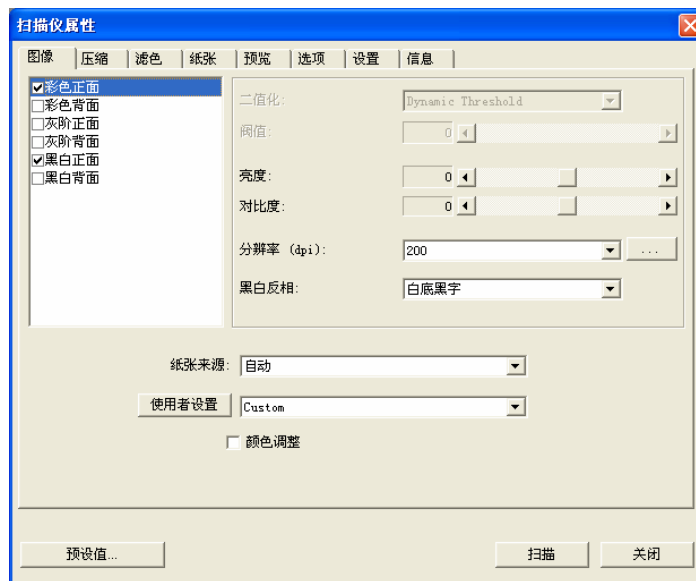 扫描仪属性
图像 压缩 滤色 纸张 预览 选项 设置 信息
彩色正面
彩色背面
灰阶正面
灰阶背面
黑白正面
黑白背面
二值化: Dynamic Threshold
阀值: 0
亮度: 0
对比度: 0
分辨率 (dpi): 200 ...
黑白反相: 白底黑字
纸张来源: 自动
使用者设置 Custom
颜色调整
预设值... 扫描 关闭